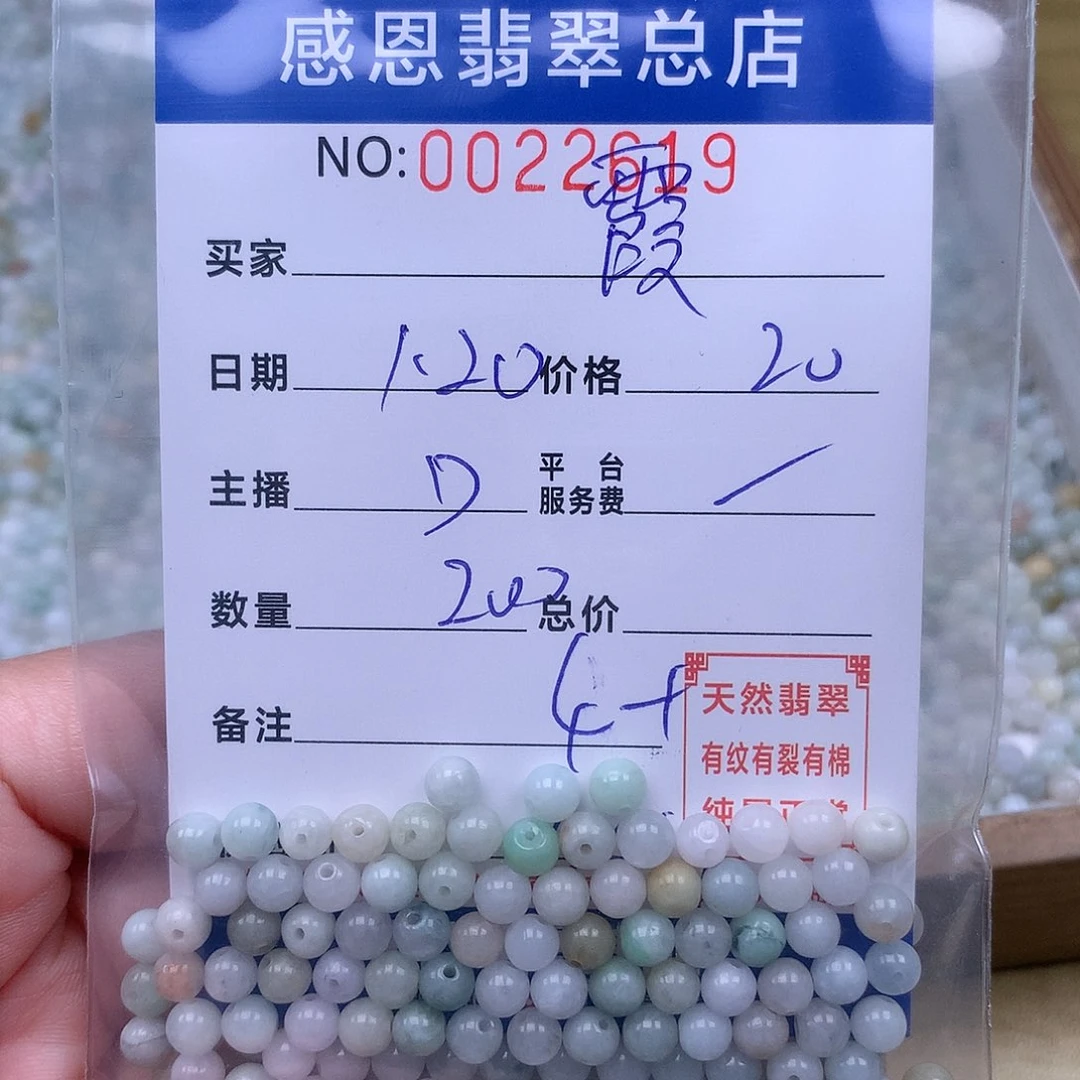 感恩翡翠总店
NO:0022619
买家 霞
日期 1.20 价格 20
主播 D 平台服务费 /
数量 202 总价
备注 4+
天然翡翠
有纹有裂有棉